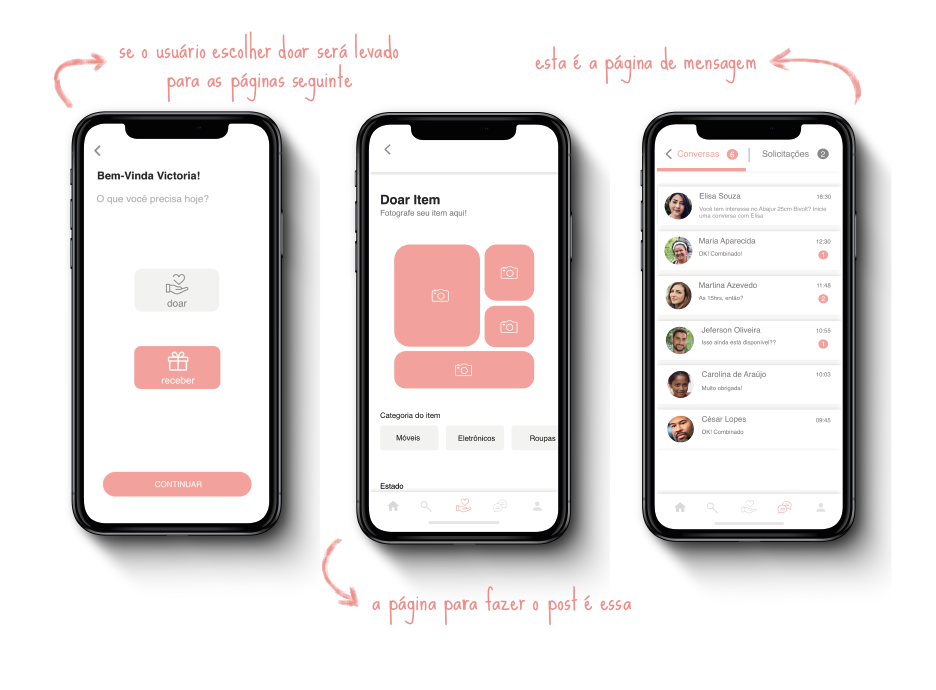 se o usuário escolher doar será levado
para as páginas seguinte
esta é a página de mensagem
Bem-Vinda Victoria!
O que você precisa hoje?
doar
receber
CONTINUAR
Doar Item
Fotografe seu item aqui!
Categoria do item
Móveis Eletrônicos Roupas
Estado
a página para fazer o post é essa
Conversas 6 Solicitações 2
Elisa Souza 16:30
Você tem interesse no Abajur 25cm Bivolt? Inicie
uma conversa com Elisa
Maria Aparecida 12:30
OK! Combinado! 1
Martina Azevedo 11:48
As 15hrs, então? 2
Jeferson Oliveira 10:55
Isso ainda está disponível?? 1
Carolina de Araüjo 10:03
Muito obrigada!
César Lopes 09:45
OK! Combinado